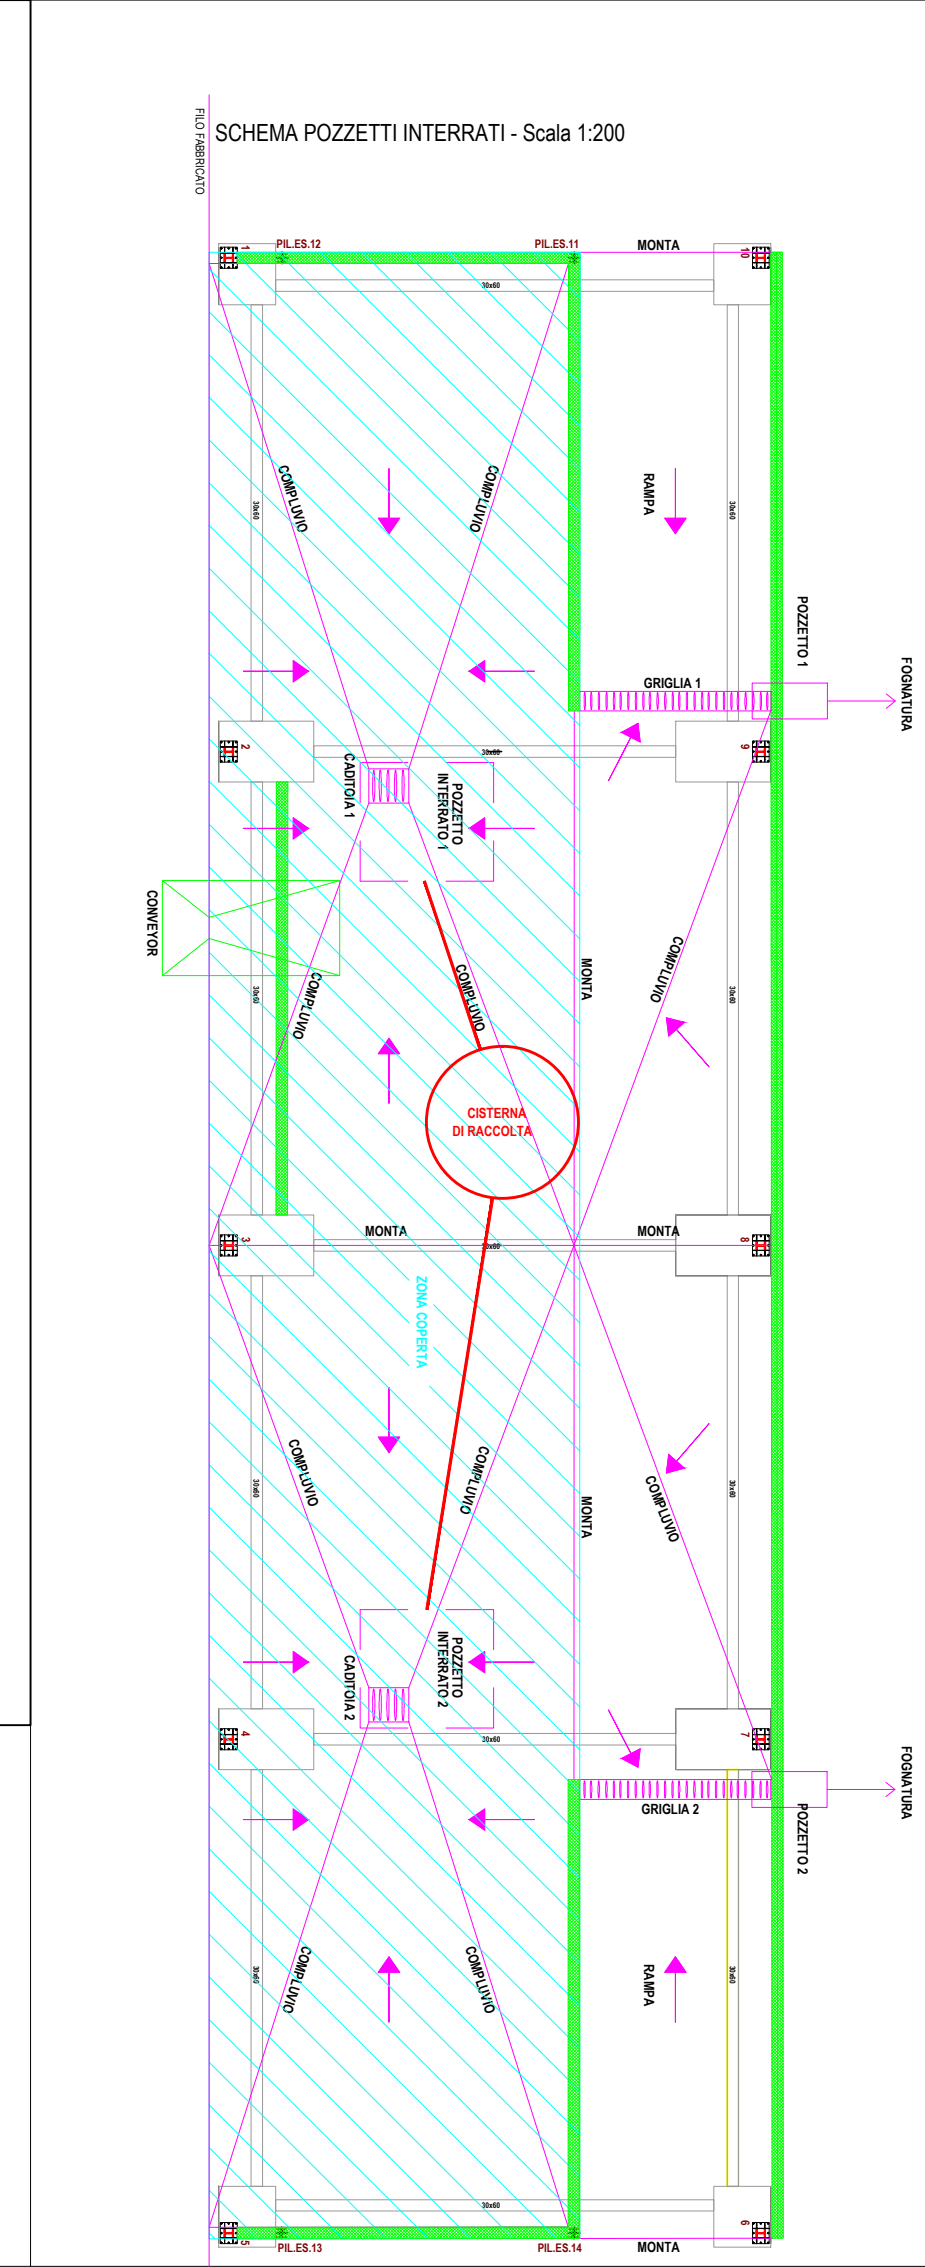 SCHEMA POZZETTI INTERRATI - Scala 1:200
FILO FABBRICATO
1
PIL.ES.12
PIL.ES.11
MONTA
10
30x60
COMPLUVIO
COMPLUVIO
RAMPA
30x60
30x60
POZZETTO 1
FOGNATURA
GRIGLIA 1
2
30x60
9
CADITOIA 1
POZZETTO
INTERRATO 1
CONVEYOR
COMPLUVIO
COMPLUVIO
MONTA
COMPLUVIO
30x60
30x60
CISTERNA
DI RACCOLTA
3
MONTA
30x60
MONTA
8
ZONA COPERTA
COMPLUVIO
COMPLUVIO
MONTA
COMPLUVIO
30x60
30x60
CADITOIA 2
POZZETTO
INTERRATO 2
4
30x60
7
FOGNATURA
GRIGLIA 2
POZZETTO 2
COMPLUVIO
COMPLUVIO
RAMPA
30x60
30x60
30x60
5
PIL.ES.13
PIL.ES.14
MONTA
6